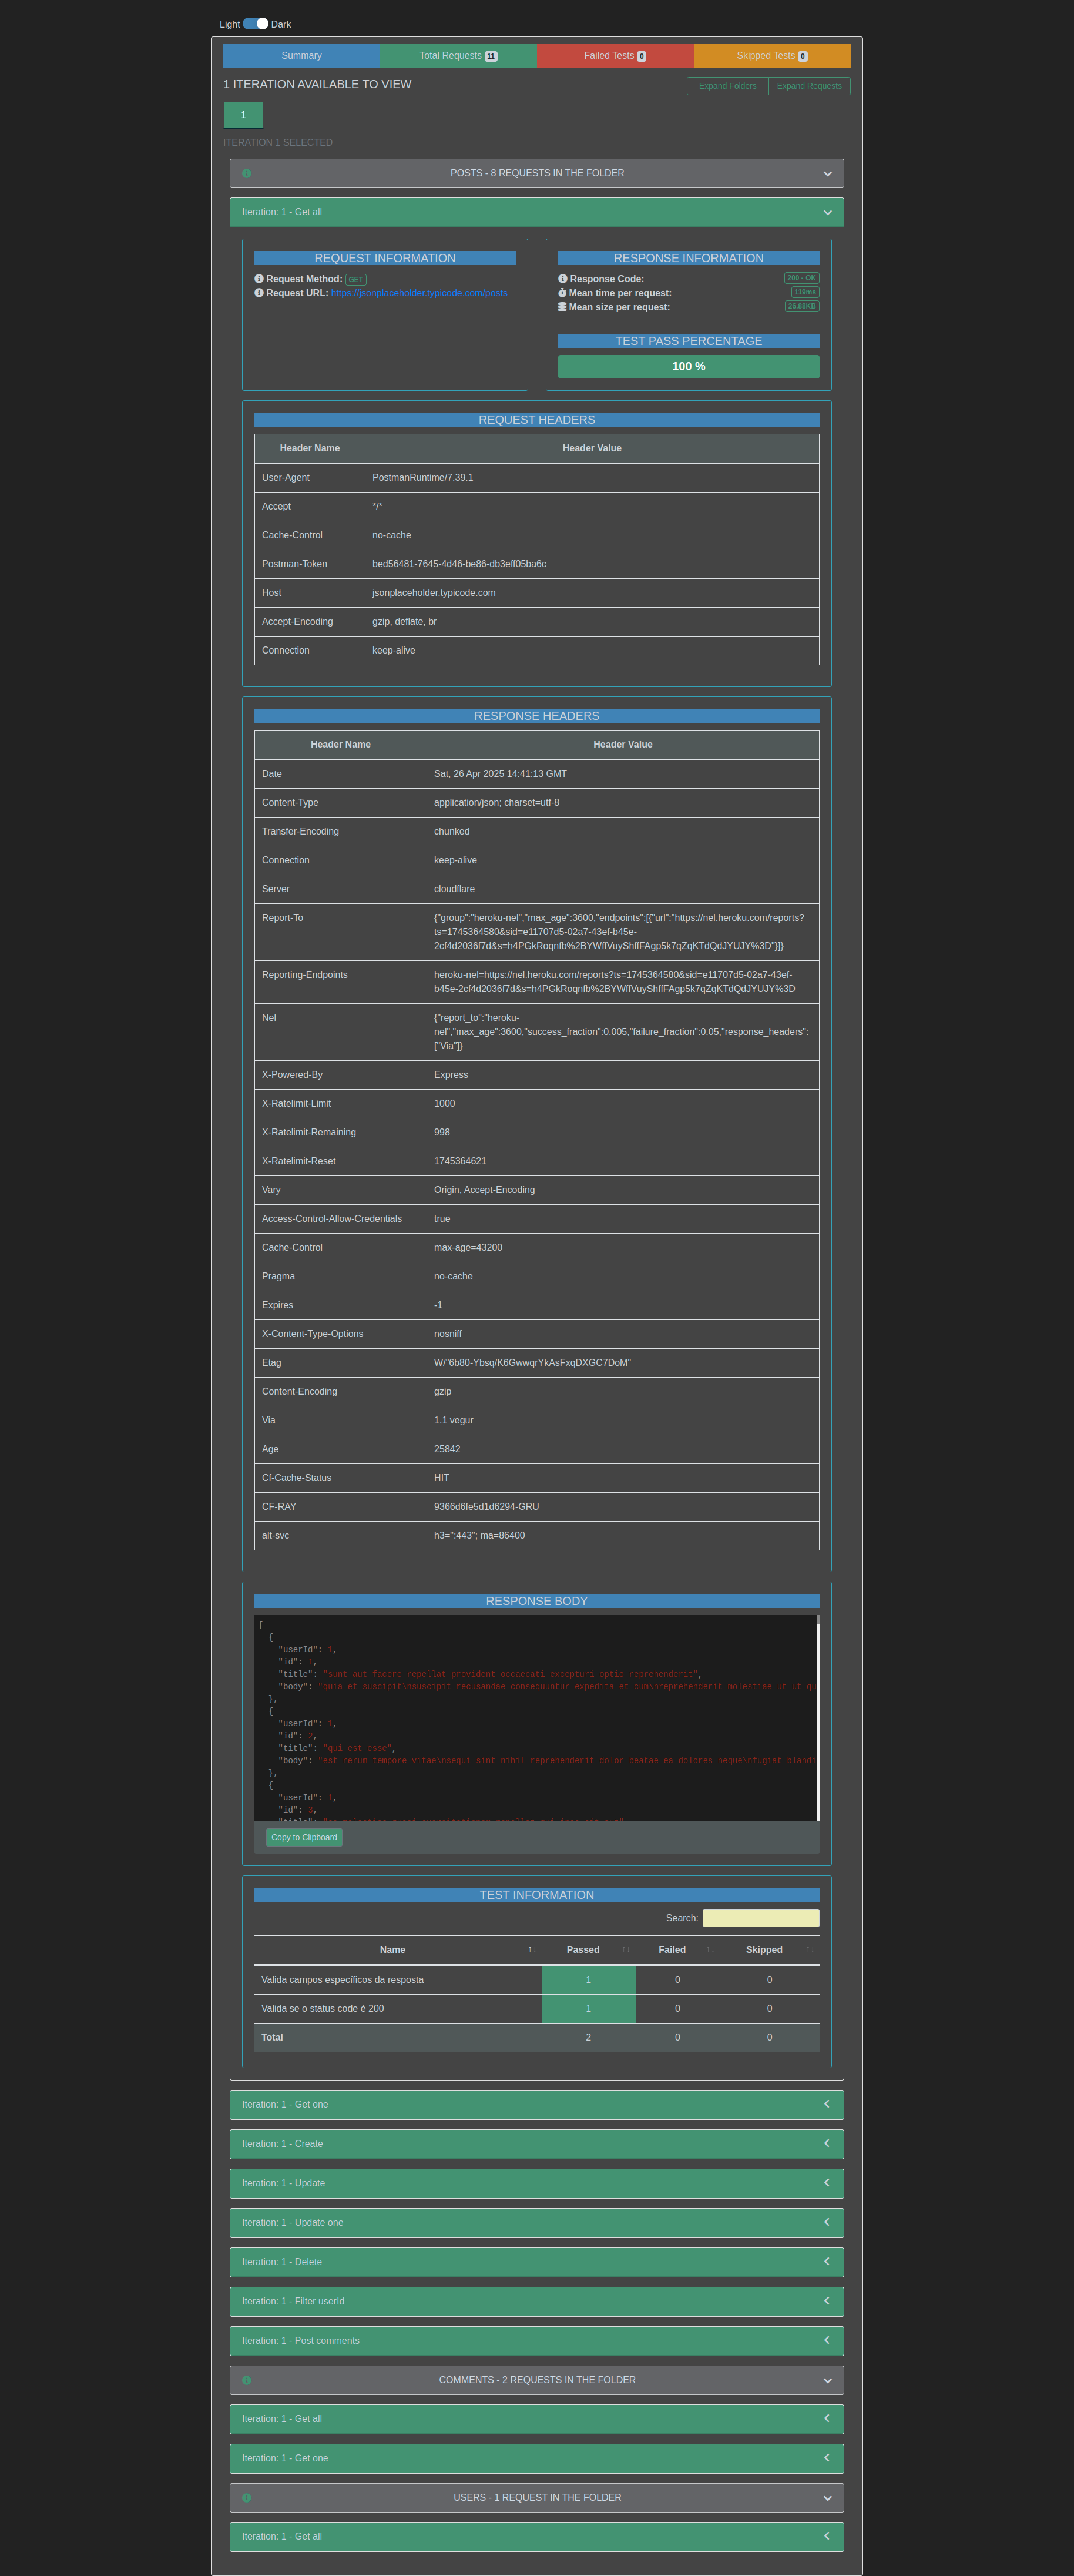 Light Dark
Summary Total Requests 11 Failed Tests 0 Skipped Tests 0
1 ITERATION AVAILABLE TO VIEW Expand Folders Expand Requests
1
ITERATION 1 SELECTED
POSTS - 8 REQUESTS IN THE FOLDER
Iteration: 1 - Get all
REQUEST INFORMATION
Request Method: GET
Request URL: https://jsonplaceholder.typicode.com/posts
RESPONSE INFORMATION
Response Code: 200 - OK
Mean time per request: 119ms
Mean size per request: 26.88KB
TEST PASS PERCENTAGE
100 %
REQUEST HEADERS
Header Name Header Value
User-Agent PostmanRuntime/7.39.1
Accept */*
Cache-Control no-cache
Postman-Token bed56481-7645-4d46-be86-db3eff05ba6c
Host jsonplaceholder.typicode.com
Accept-Encoding gzip, deflate, br
Connection keep-alive
RESPONSE HEADERS
Header Name Header Value
Date Sat, 26 Apr 2025 14:41:13 GMT
Content-Type application/json; charset=utf-8
Transfer-Encoding chunked
Connection keep-alive
Server cloudflare
Report-To {"group":"heroku-nel","max_age":3600,"endpoints":[{"url":"https://nel.heroku.com/reports?
ts=1745364580&sid=e11707d5-02a7-43ef-b45e-
2cf4d2036f7d&s=h4PGkRoqnfb%2BYWffVuyShffFAgp5k7qZqKTdQdJYUJY%3D"}]}
Reporting-Endpoints heroku-nel=https://nel.heroku.com/reports?ts=1745364580&sid=e11707d5-02a7-43ef-
b45e-2cf4d2036f7d&s=h4PGkRoqnfb%2BYWffVuyShffFAgp5k7qZqKTdQdJYUJY%3D
Nel {"report_to":"heroku-
nel","max_age":3600,"success_fraction":0.005,"failure_fraction":0.05,"response_headers":
["Via"]}
X-Powered-By Express
X-Ratelimit-Limit 1000
X-Ratelimit-Remaining 998
X-Ratelimit-Reset 1745364621
Vary Origin, Accept-Encoding
Access-Control-Allow-Credentials true
Cache-Control max-age=43200
Pragma no-cache
Expires -1
X-Content-Type-Options nosniff
Etag W/"6b80-Ybsq/K6GwwqrYkAsFxqDXGC7DoM"
Content-Encoding gzip
Via 1.1 vegur
Age 25842
Cf-Cache-Status HIT
CF-RAY 9366d6fe5d1d6294-GRU
alt-svc h3=":443"; ma=86400
RESPONSE BODY
[
{
"userId": 1,
"id": 1,
"title": "sunt aut facere repellat provident occaecati excepturi optio reprehenderit",
"body": "quia et suscipit\nsuscipit recusandae consequuntur expedita et cum\nreprehenderit molestiae ut ut qu
},
{
"userId": 1,
"id": 2,
"title": "qui est esse",
"body": "est rerum tempore vitae\nsequi sint nihil reprehenderit dolor beatae ea dolores neque\nfugiat blandi
},
{
"userId": 1,
"id": 3,
Copy to Clipboard
TEST INFORMATION
Search:
Name Passed Failed Skipped
Valida campos específicos da resposta 1 0 0
Valida se o status code é 200 1 0 0
Total 2 0 0
Iteration: 1 - Get one
Iteration: 1 - Create
Iteration: 1 - Update
Iteration: 1 - Update one
Iteration: 1 - Delete
Iteration: 1 - Filter userId
Iteration: 1 - Post comments
COMMENTS - 2 REQUESTS IN THE FOLDER
Iteration: 1 - Get all
Iteration: 1 - Get one
USERS - 1 REQUEST IN THE FOLDER
Iteration: 1 - Get all